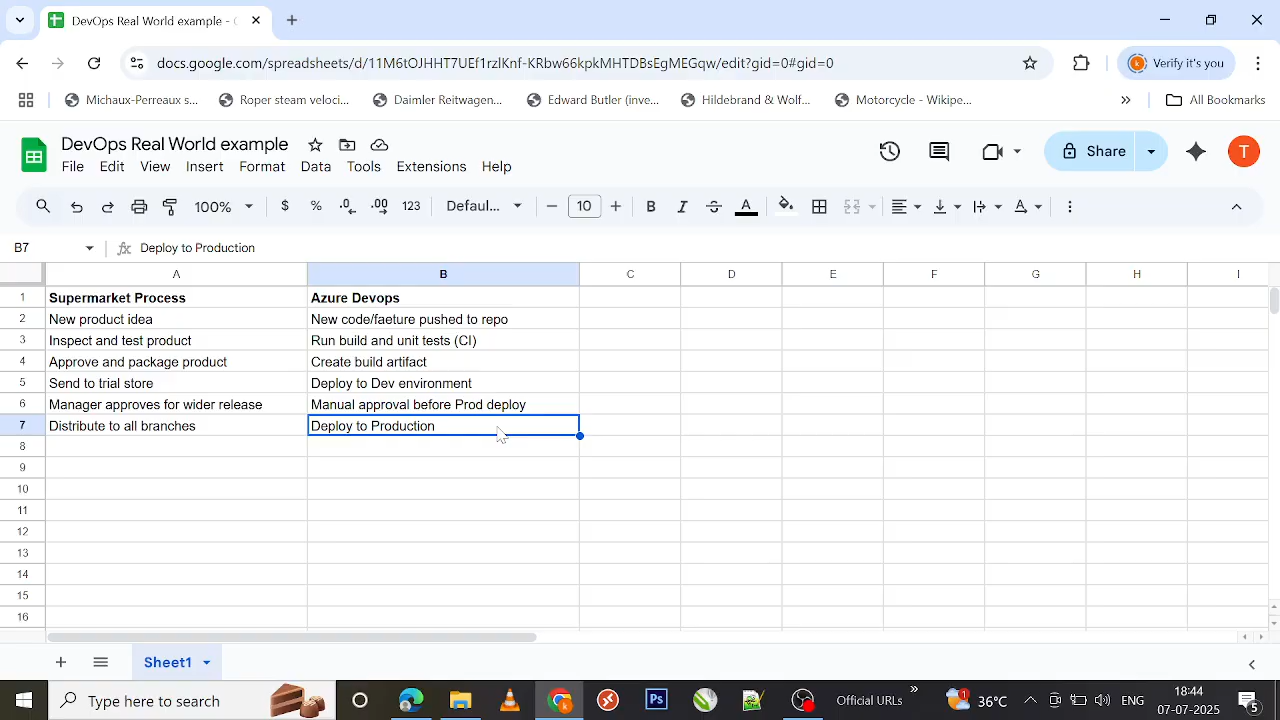 DevOps Real World example - 
docs.google.com/spreadsheets/d/11M6tOJHHT7UEf1rzlKnf-KRbw66kpkMHTDBsEgMEGqw/edit?gid=0#gid=0
Verify it's you
Michaux-Perreaux s...
Roper steam veloci...
Daimler Reitwagen...
Edward Butler (inve...
Hildebrand & Wolf...
Motorcycle - Wikipe...
All Bookmarks
DevOps Real World example
File Edit View Insert Format Data Tools Extensions Help
Share
T
100% $ % .0 .00 123 Defaul... 10 B I A
B7 fx Deploy to Production
A B C D E F G H I
1 Supermarket Process Azure Devops
2 New product idea New code/faeture pushed to repo
3 Inspect and test product Run build and unit tests (CI)
4 Approve and package product Create build artifact
5 Send to trial store Deploy to Dev environment
6 Manager approves for wider release Manual approval before Prod deploy
7 Distribute to all branches Deploy to Production
8
9
10
11
12
13
14
15
16
Sheet1
Type here to search
Ps
Official URLs
1
36°C
ENG
18:44
07-07-2025